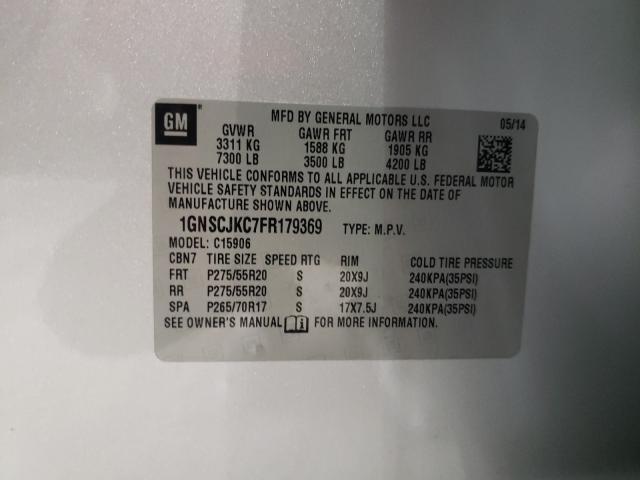 GM
MFD BY GENERAL MOTORS LLC 05/14
GVWR GAWR FRT GAWR RR
3311 KG 1588 KG 1905 KG
7300 LB 3500 LB 4200 LB
THIS VEHICLE CONFORMS TO ALL APPLICABLE U.S. FEDERAL MOTOR
VEHICLE SAFETY STANDARDS IN EFFECT ON THE DATE OF
MANUFACTURE SHOWN ABOVE.
1GNSCJKC7FR179369 TYPE: M.P.V.
MODEL: C15906
CBN7 TIRE SIZE SPEED RTG RIM COLD TIRE PRESSURE
FRT P275/55R20 S 20X9J 240KPA(35PSI)
RR P275/55R20 S 20X9J 240KPA(35PSI)
SPA P265/70R17 S 17X7.5J 240KPA(35PSI)
SEE OWNER'S MANUAL FOR MORE INFORMATION.